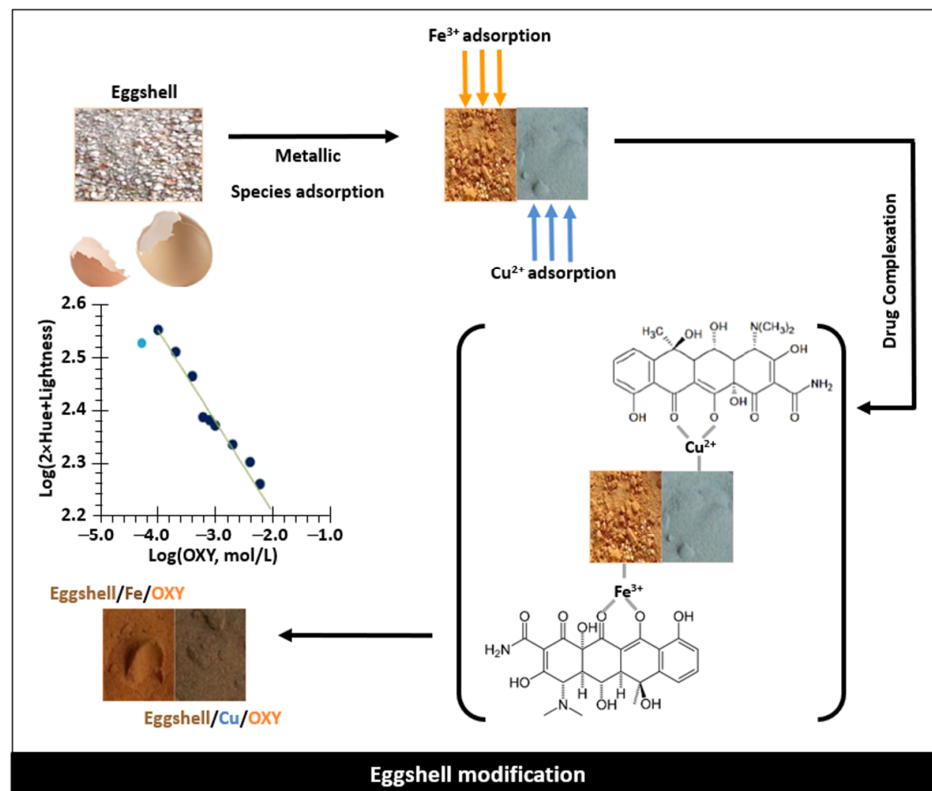 Fe³⁺ adsorption
Eggshell
Metallic
Species adsorption
Cu²⁺ adsorption
Drug Complexation
Log(2×Hue+Lightness)
2.6
2.5
2.4
2.3
2.2
−5.0 −4.0 −3.0 −2.0 −1.0
Log(OXY, mol/L)
H₃C OH OH N(CH₃)₂
OH
NH₂
OH O O OH O O
Cu²⁺
Fe³⁺
O O OH O O OH
H₂N
HO
N OH OH
H H
Eggshell/Fe/OXY
Eggshell/Cu/OXY
Eggshell modification